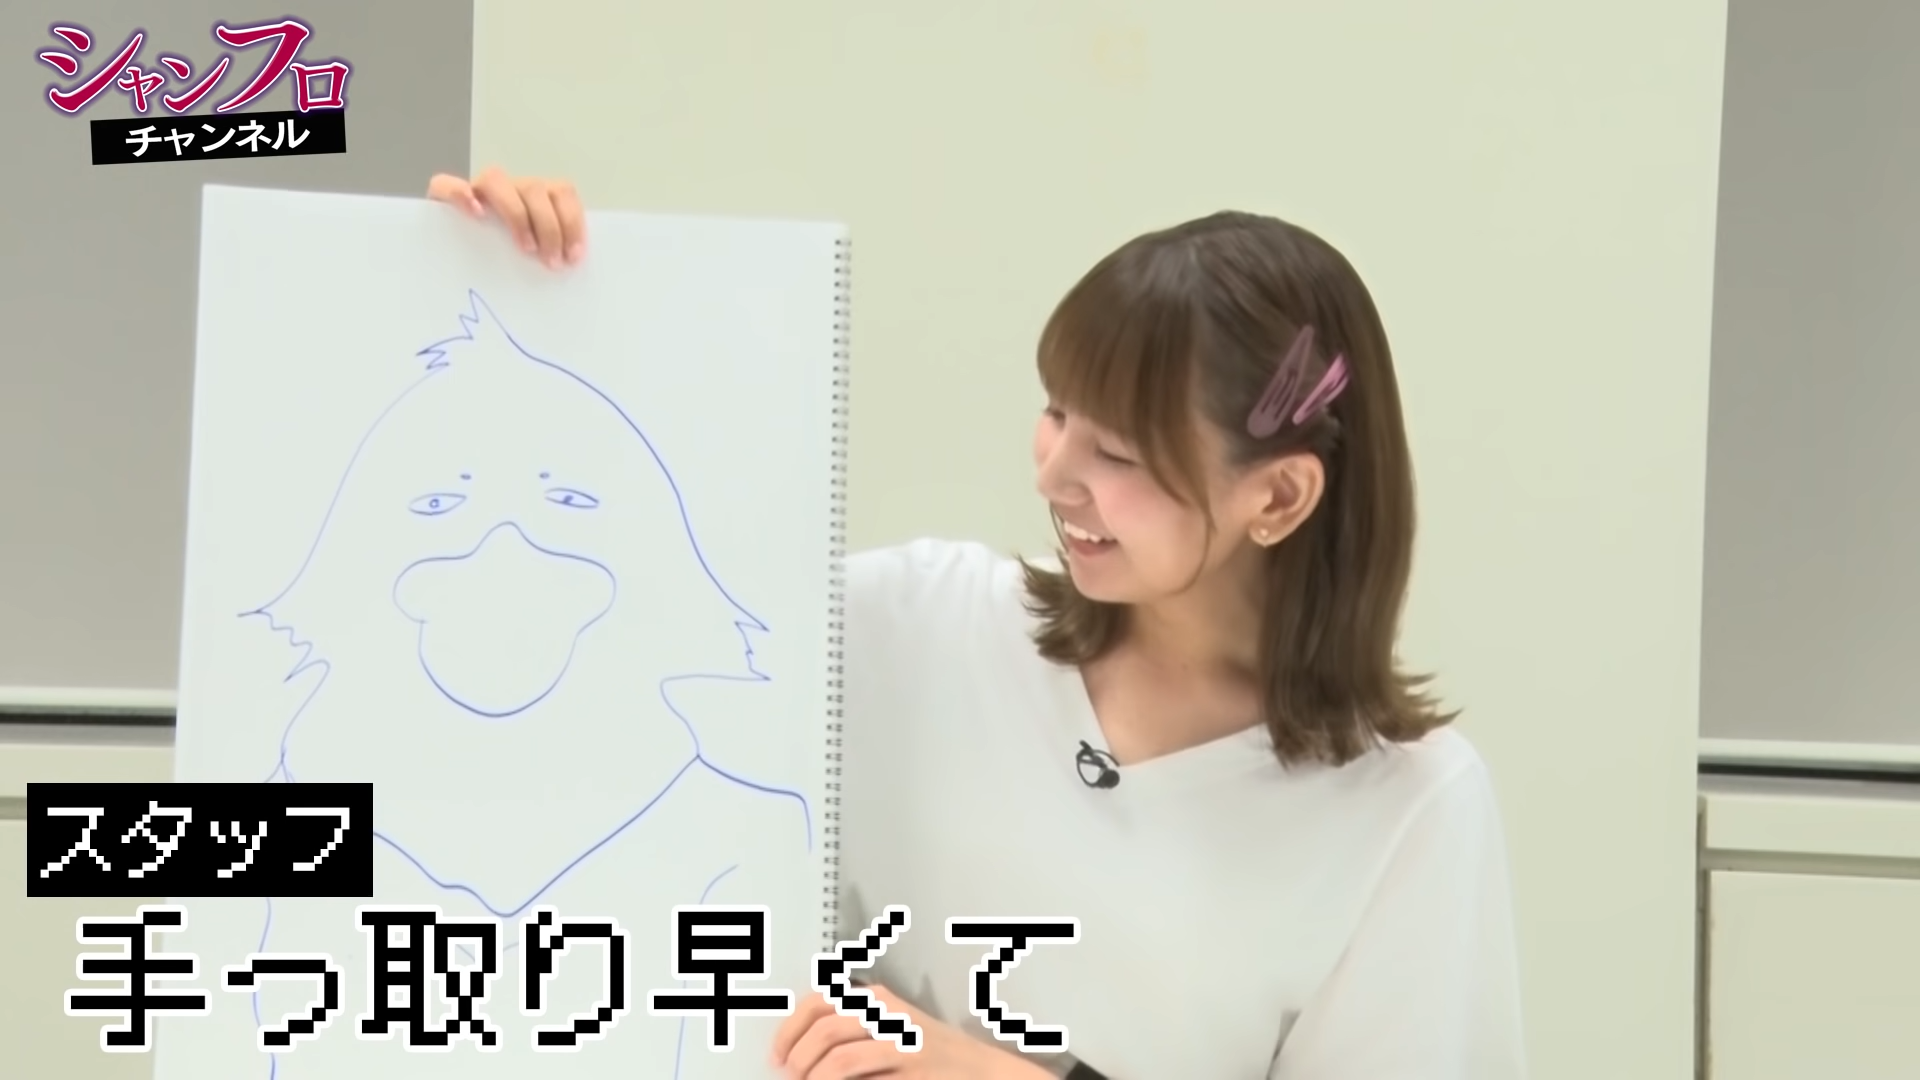 シャンフロ
チャンネル
スタッフ
手っ取り早くて